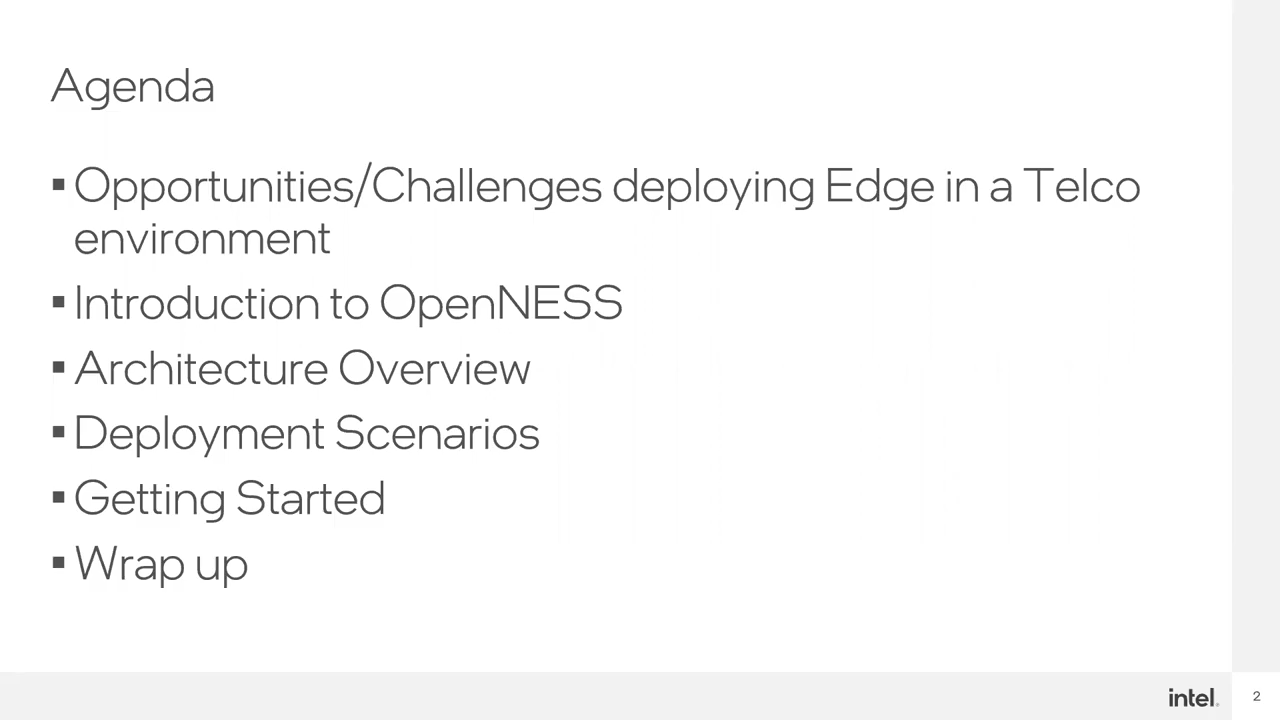 Agenda
▪ Opportunities/Challenges deploying Edge in a Telco
environment
▪ Introduction to OpenNESS
▪ Architecture Overview
▪ Deployment Scenarios
▪ Getting Started
▪ Wrap up
intel.
2